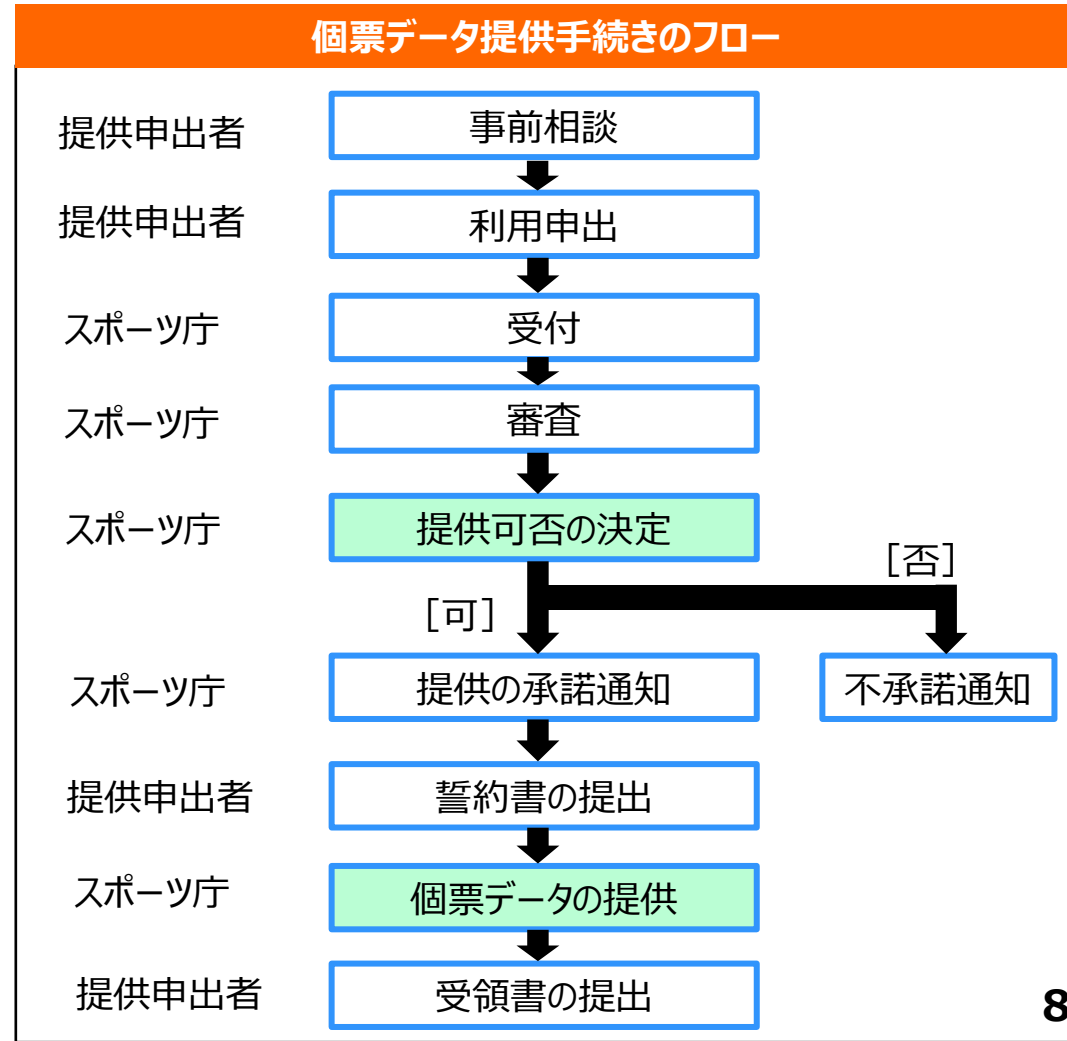 個票データ提供手続きのフロー
提供申出者
事前相談
提供申出者
利用申出
スポーツ庁
受付
スポーツ庁
審査
スポーツ庁
提供可否の決定
［否］
［可］
スポーツ庁
提供の承諾通知
不承諾通知
提供申出者
誓約書の提出
スポーツ庁
個票データの提供
提供申出者
受領書の提出
8